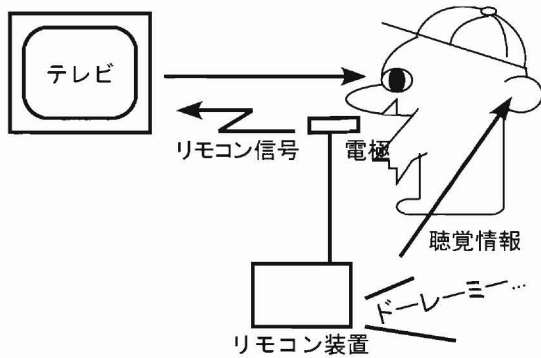 テレビ
リモコン信号
電極
聴覚情報
ドーレーミー…
リモコン装置